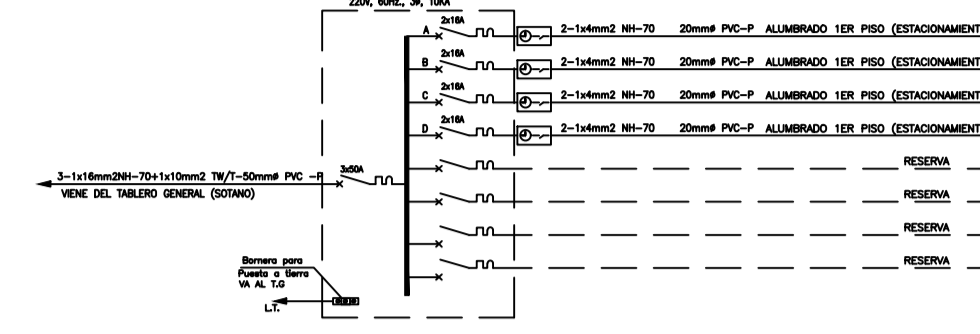 220V, 60Hz., 3Ø, 10KA
2x16A
A
2-1x4mm2 NH-70 20mmø PVC-P ALUMBRADO 1ER PISO (ESTACIONAMIENT
2x16A
B
2-1x4mm2 NH-70 20mmø PVC-P ALUMBRADO 1ER PISO (ESTACIONAMIENT
2x16A
C
2-1x4mm2 NH-70 20mmø PVC-P ALUMBRADO 1ER PISO (ESTACIONAMIENT
2x16A
D
2-1x4mm2 NH-70 20mmø PVC-P ALUMBRADO 1ER PISO (ESTACIONAMIENT
RESERVA
3x50A
3-1x16mm2NH-70+1x10mm2 TW/T-50mmø PVC -P
VIENE DEL TABLERO GENERAL (SOTANO)
RESERVA
RESERVA
RESERVA
Bornera para
Puesta a tierra
VA AL T.G
L.T.